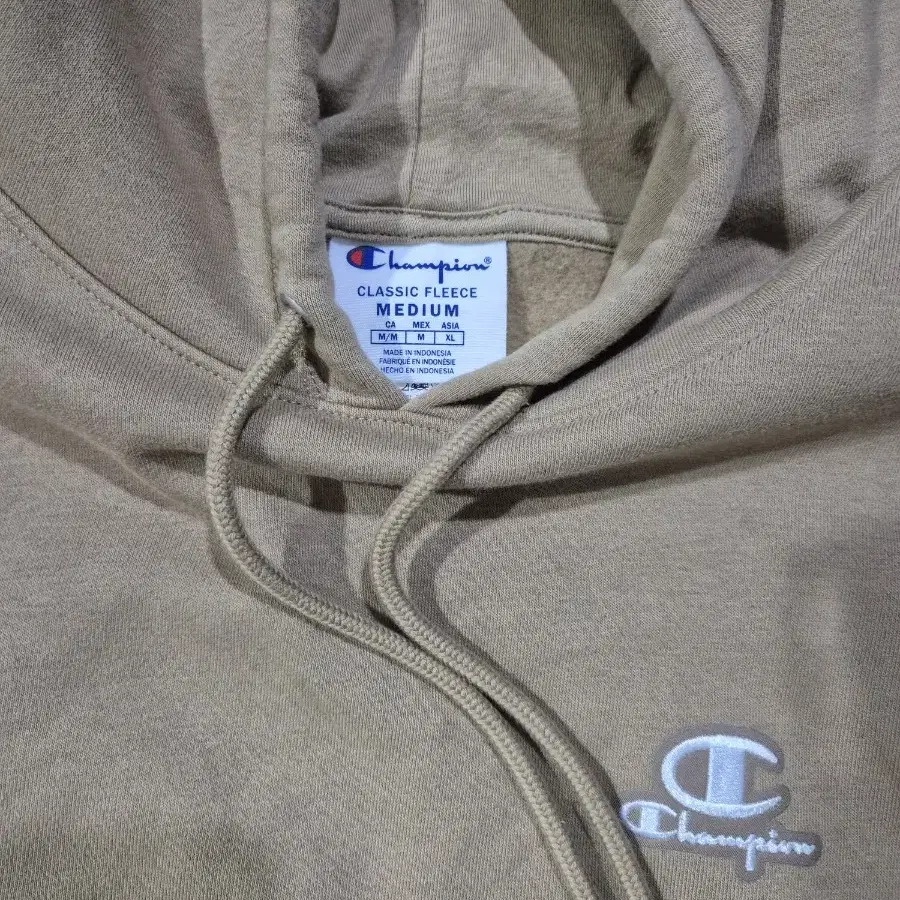 Champion®
CLASSIC FLEECE
MEDIUM
CA MEX ASIA
M/M M XL
MADE IN INDONESIA
FABRIQUÉ EN INDONÉSIE
HECHO EN INDONESIA
Champion